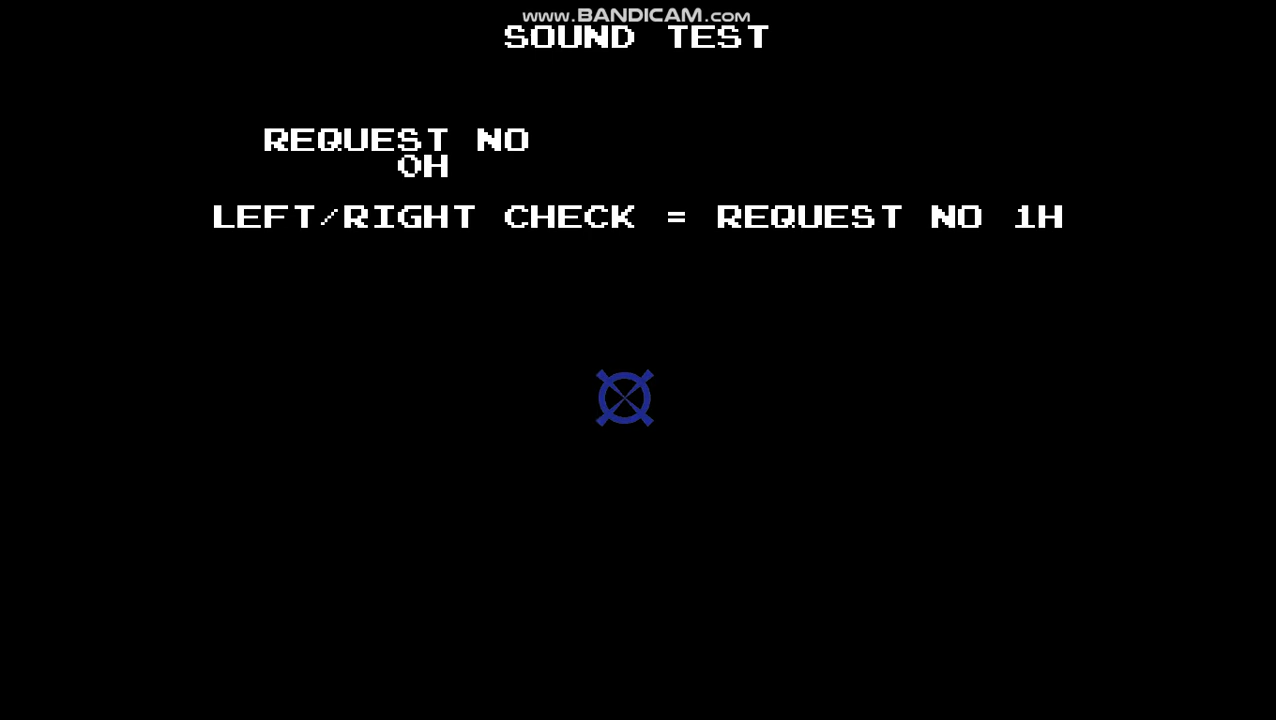 www.BANDICAM.com
SOUND TEST
REQUEST NO
0H
LEFT/RIGHT CHECK = REQUEST NO 1H